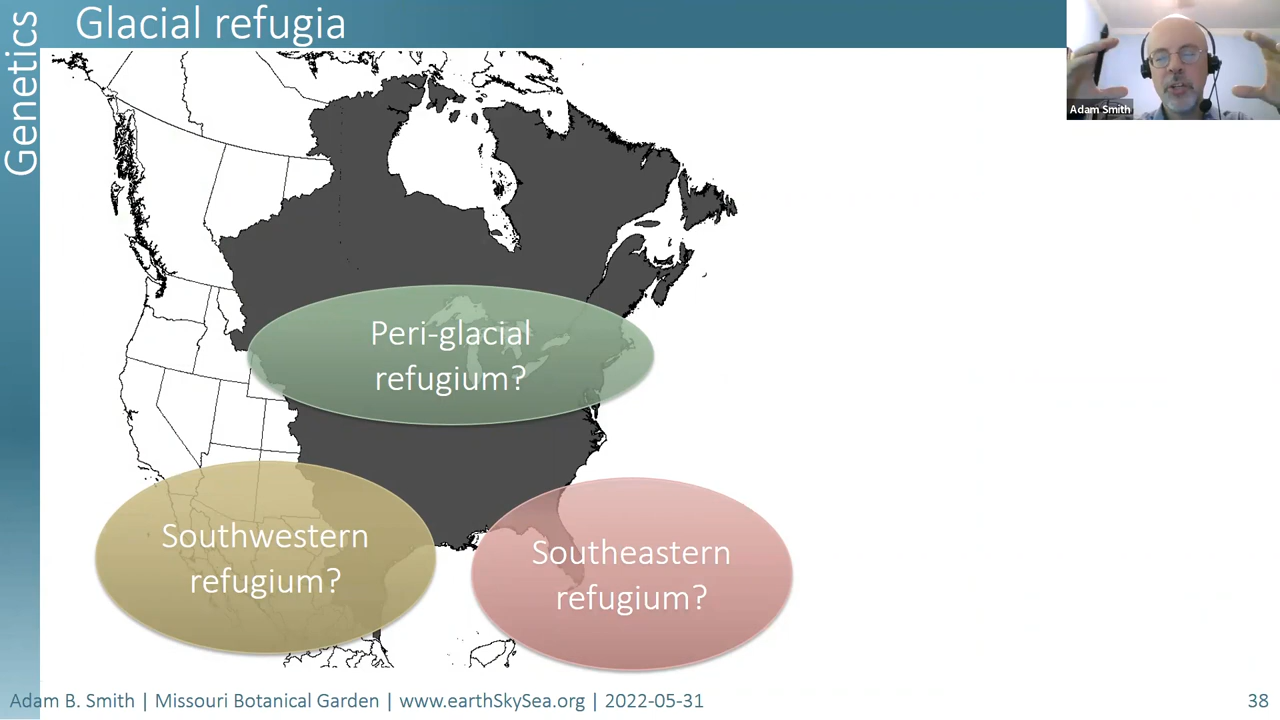 Genetics
Glacial refugia
Adam Smith
Peri-glacial
refugium?
Southwestern
refugium?
Southeastern
refugium?
Adam B. Smith | Missouri Botanical Garden | www.earthSkySea.org | 2022-05-31
38